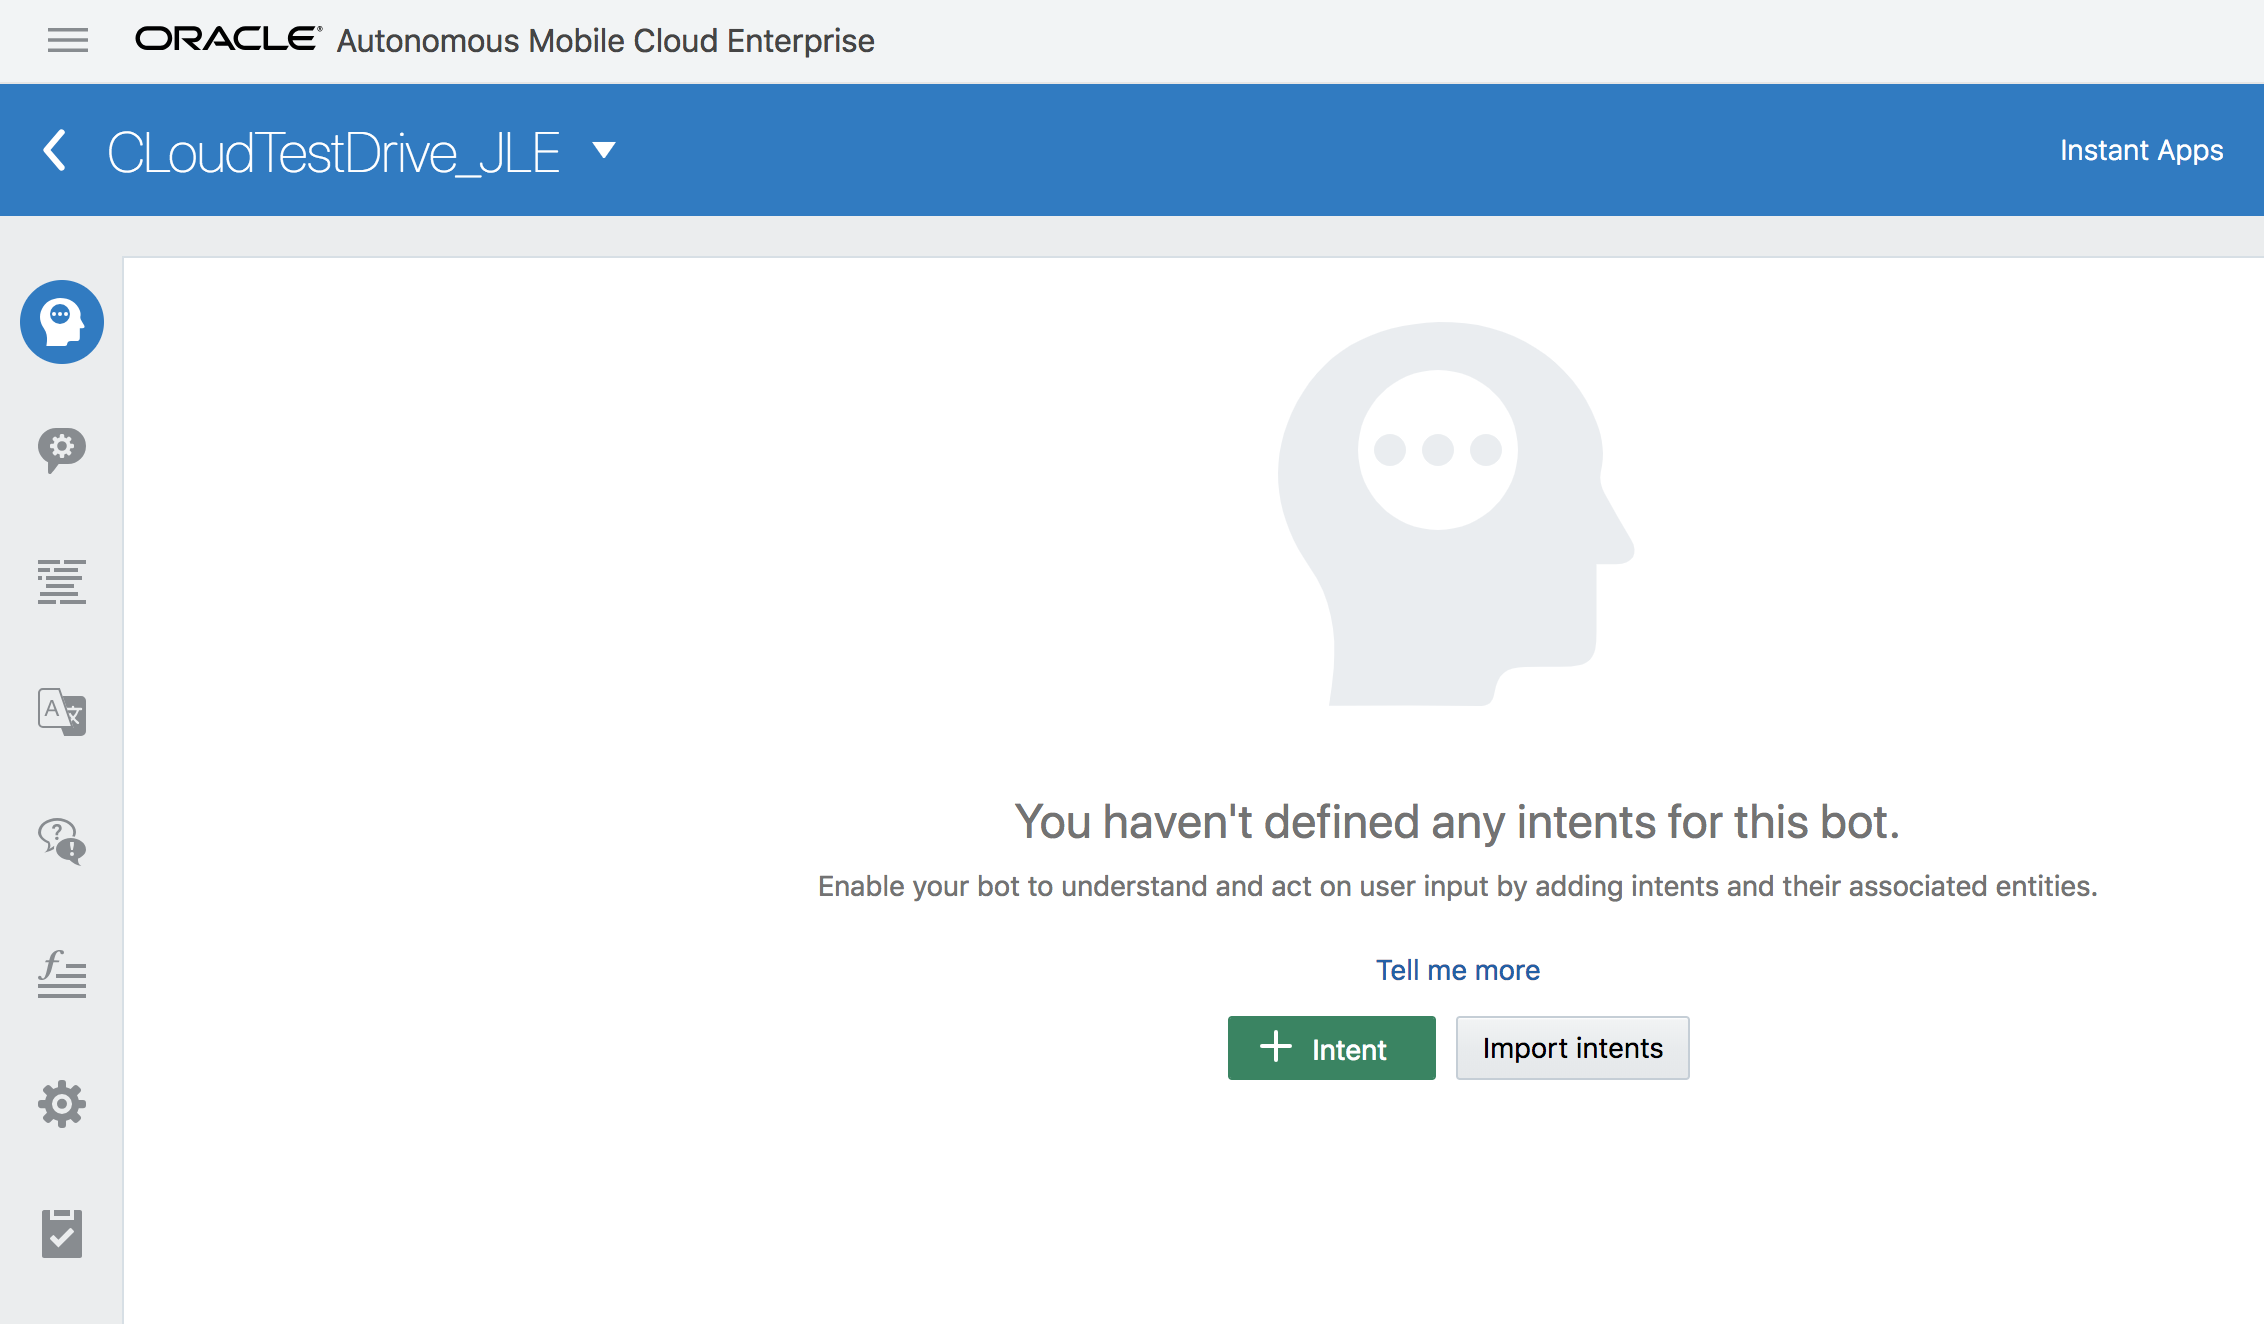 ORACLE® Autonomous Mobile Cloud Enterprise
CLoudTestDrive_JLE
Instant Apps
A 文
? !
f
You haven't defined any intents for this bot.
Enable your bot to understand and act on user input by adding intents and their associated entities.
Tell me more
+ Intent
Import intents